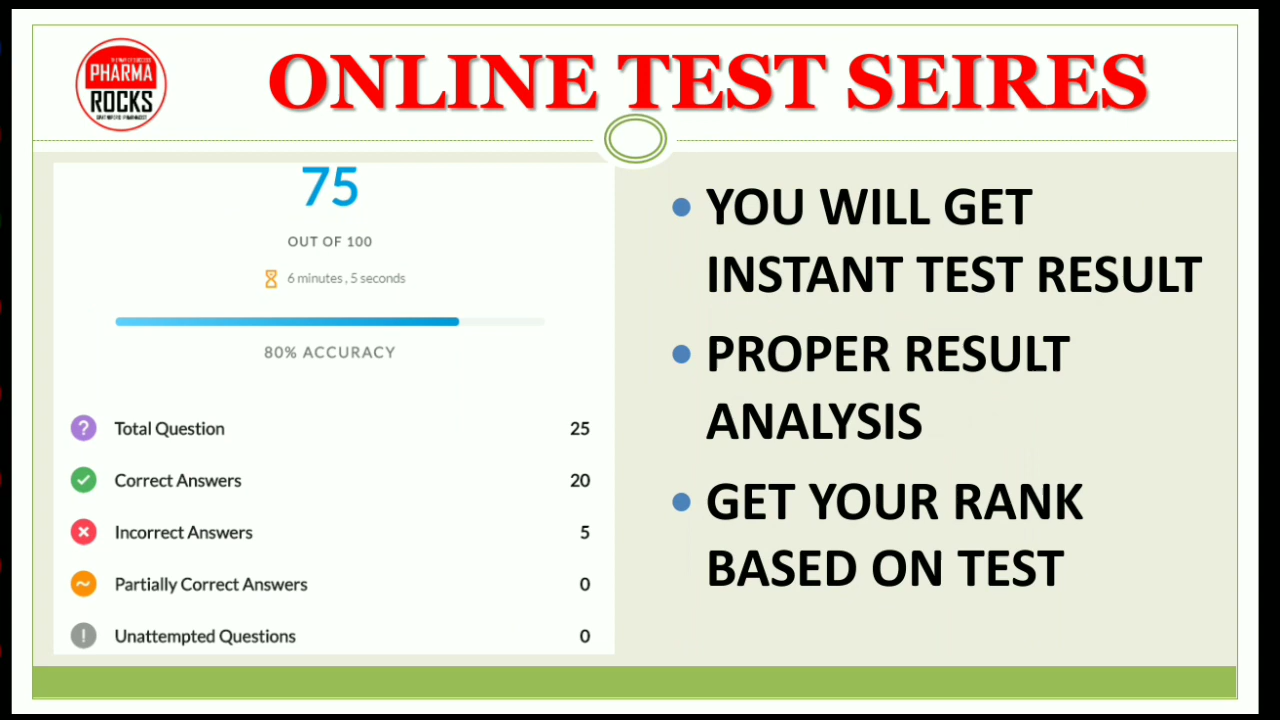 PHARMA
ROCKS
ONLINE TEST SEIRES
75
OUT OF 100
6 minutes , 5 seconds
80% ACCURACY
Total Question 25
Correct Answers 20
Incorrect Answers 5
Partially Correct Answers 0
Unattempted Questions 0
• YOU WILL GET
INSTANT TEST RESULT
• PROPER RESULT
ANALYSIS
• GET YOUR RANK
BASED ON TEST